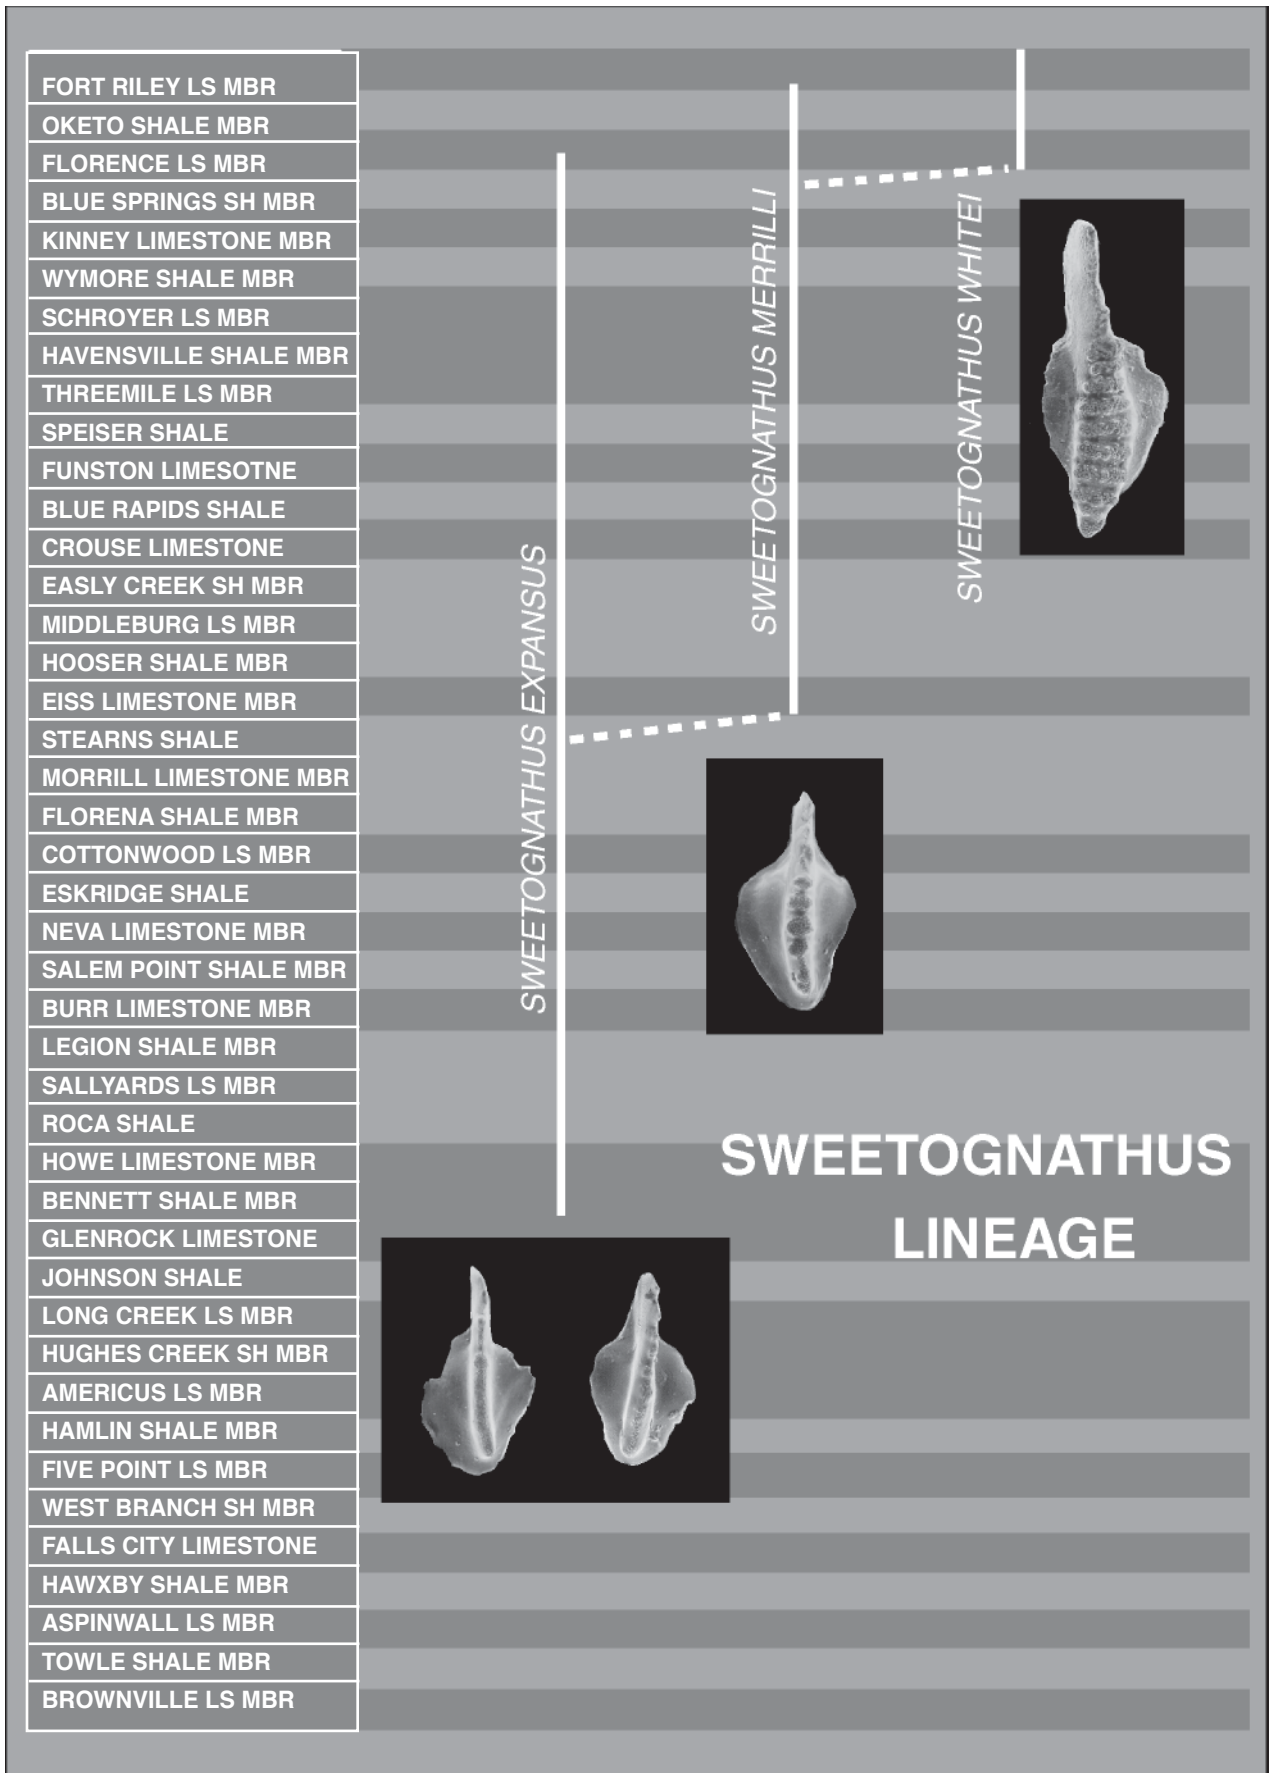 FORT RILEY LS MBR
OKETO SHALE MBR
FLORENCE LS MBR
BLUE SPRINGS SH MBR
KINNEY LIMESTONE MBR
WYMORE SHALE MBR
SCHROYER LS MBR
HAVENSVILLE SHALE MBR
THREEMILE LS MBR
SPEISER SHALE
FUNSTON LIMESOTNE
BLUE RAPIDS SHALE
CROUSE LIMESTONE
EASLY CREEK SH MBR
MIDDLEBURG LS MBR
HOOSER SHALE MBR
EISS LIMESTONE MBR
STEARNS SHALE
MORRILL LIMESTONE MBR
FLORENA SHALE MBR
COTTONWOOD LS MBR
ESKRIDGE SHALE
NEVA LIMESTONE MBR
SALEM POINT SHALE MBR
BURR LIMESTONE MBR
LEGION SHALE MBR
SALLYARDS LS MBR
ROCA SHALE
HOWE LIMESTONE MBR
BENNETT SHALE MBR
GLENROCK LIMESTONE
JOHNSON SHALE
LONG CREEK LS MBR
HUGHES CREEK SH MBR
AMERICUS LS MBR
HAMLIN SHALE MBR
FIVE POINT LS MBR
WEST BRANCH SH MBR
FALLS CITY LIMESTONE
HAWXBY SHALE MBR
ASPINWALL LS MBR
TOWLE SHALE MBR
BROWNVILLE LS MBR
SWEETOGNATHUS EXPANSUS
SWEETOGNATHUS MERRILLI
SWEETOGNATHUS WHITEI
SWEETOGNATHUS
LINEAGE